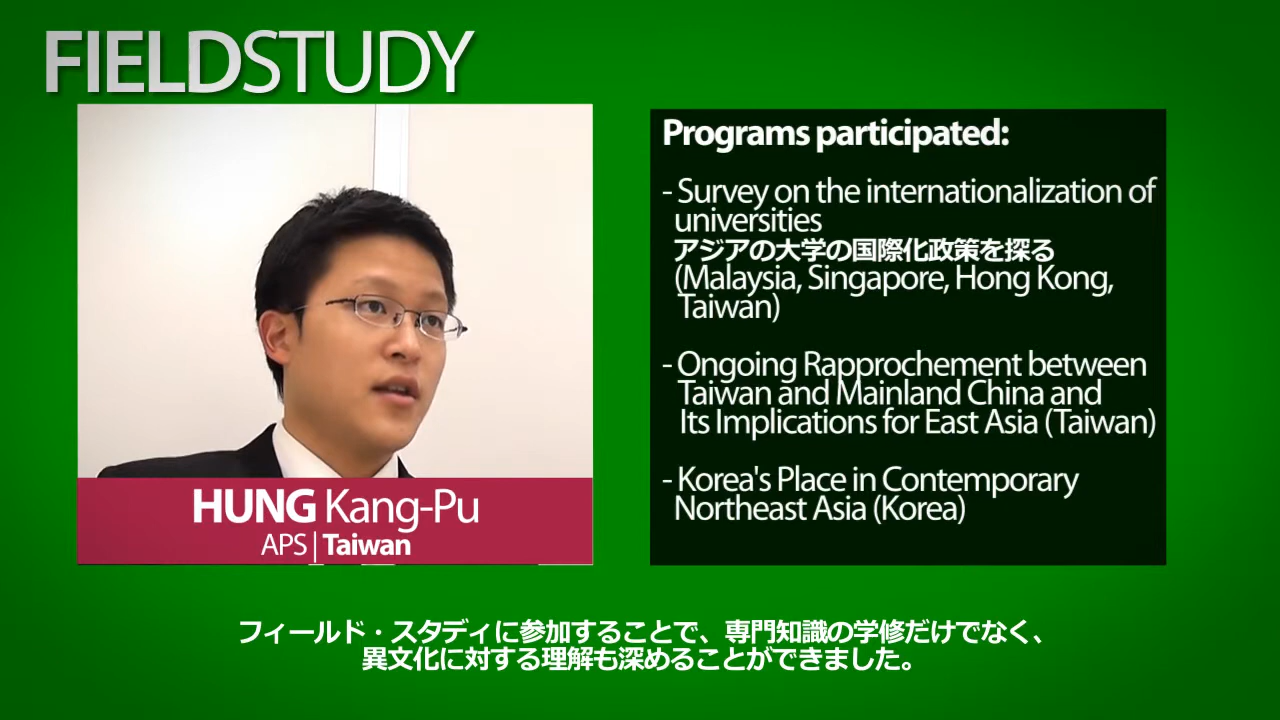 FIELDSTUDY
HUNG Kang-Pu
APS | Taiwan
Programs participated:
- Survey on the internationalization of
universities
アジアの大学の国際化政策を探る
(Malaysia, Singapore, Hong Kong,
Taiwan)
- Ongoing Rapprochement between
Taiwan and Mainland China and
Its Implications for East Asia (Taiwan)
- Korea's Place in Contemporary
Northeast Asia (Korea)
フィールド・スタディに参加することで、専門知識の学修だけでなく、
異文化に対する理解も深めることができました。